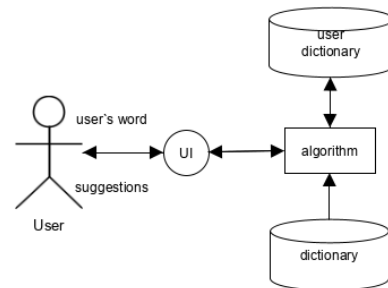 user
dictionary
user`s word
UI
algorithm
suggestions
User
dictionary